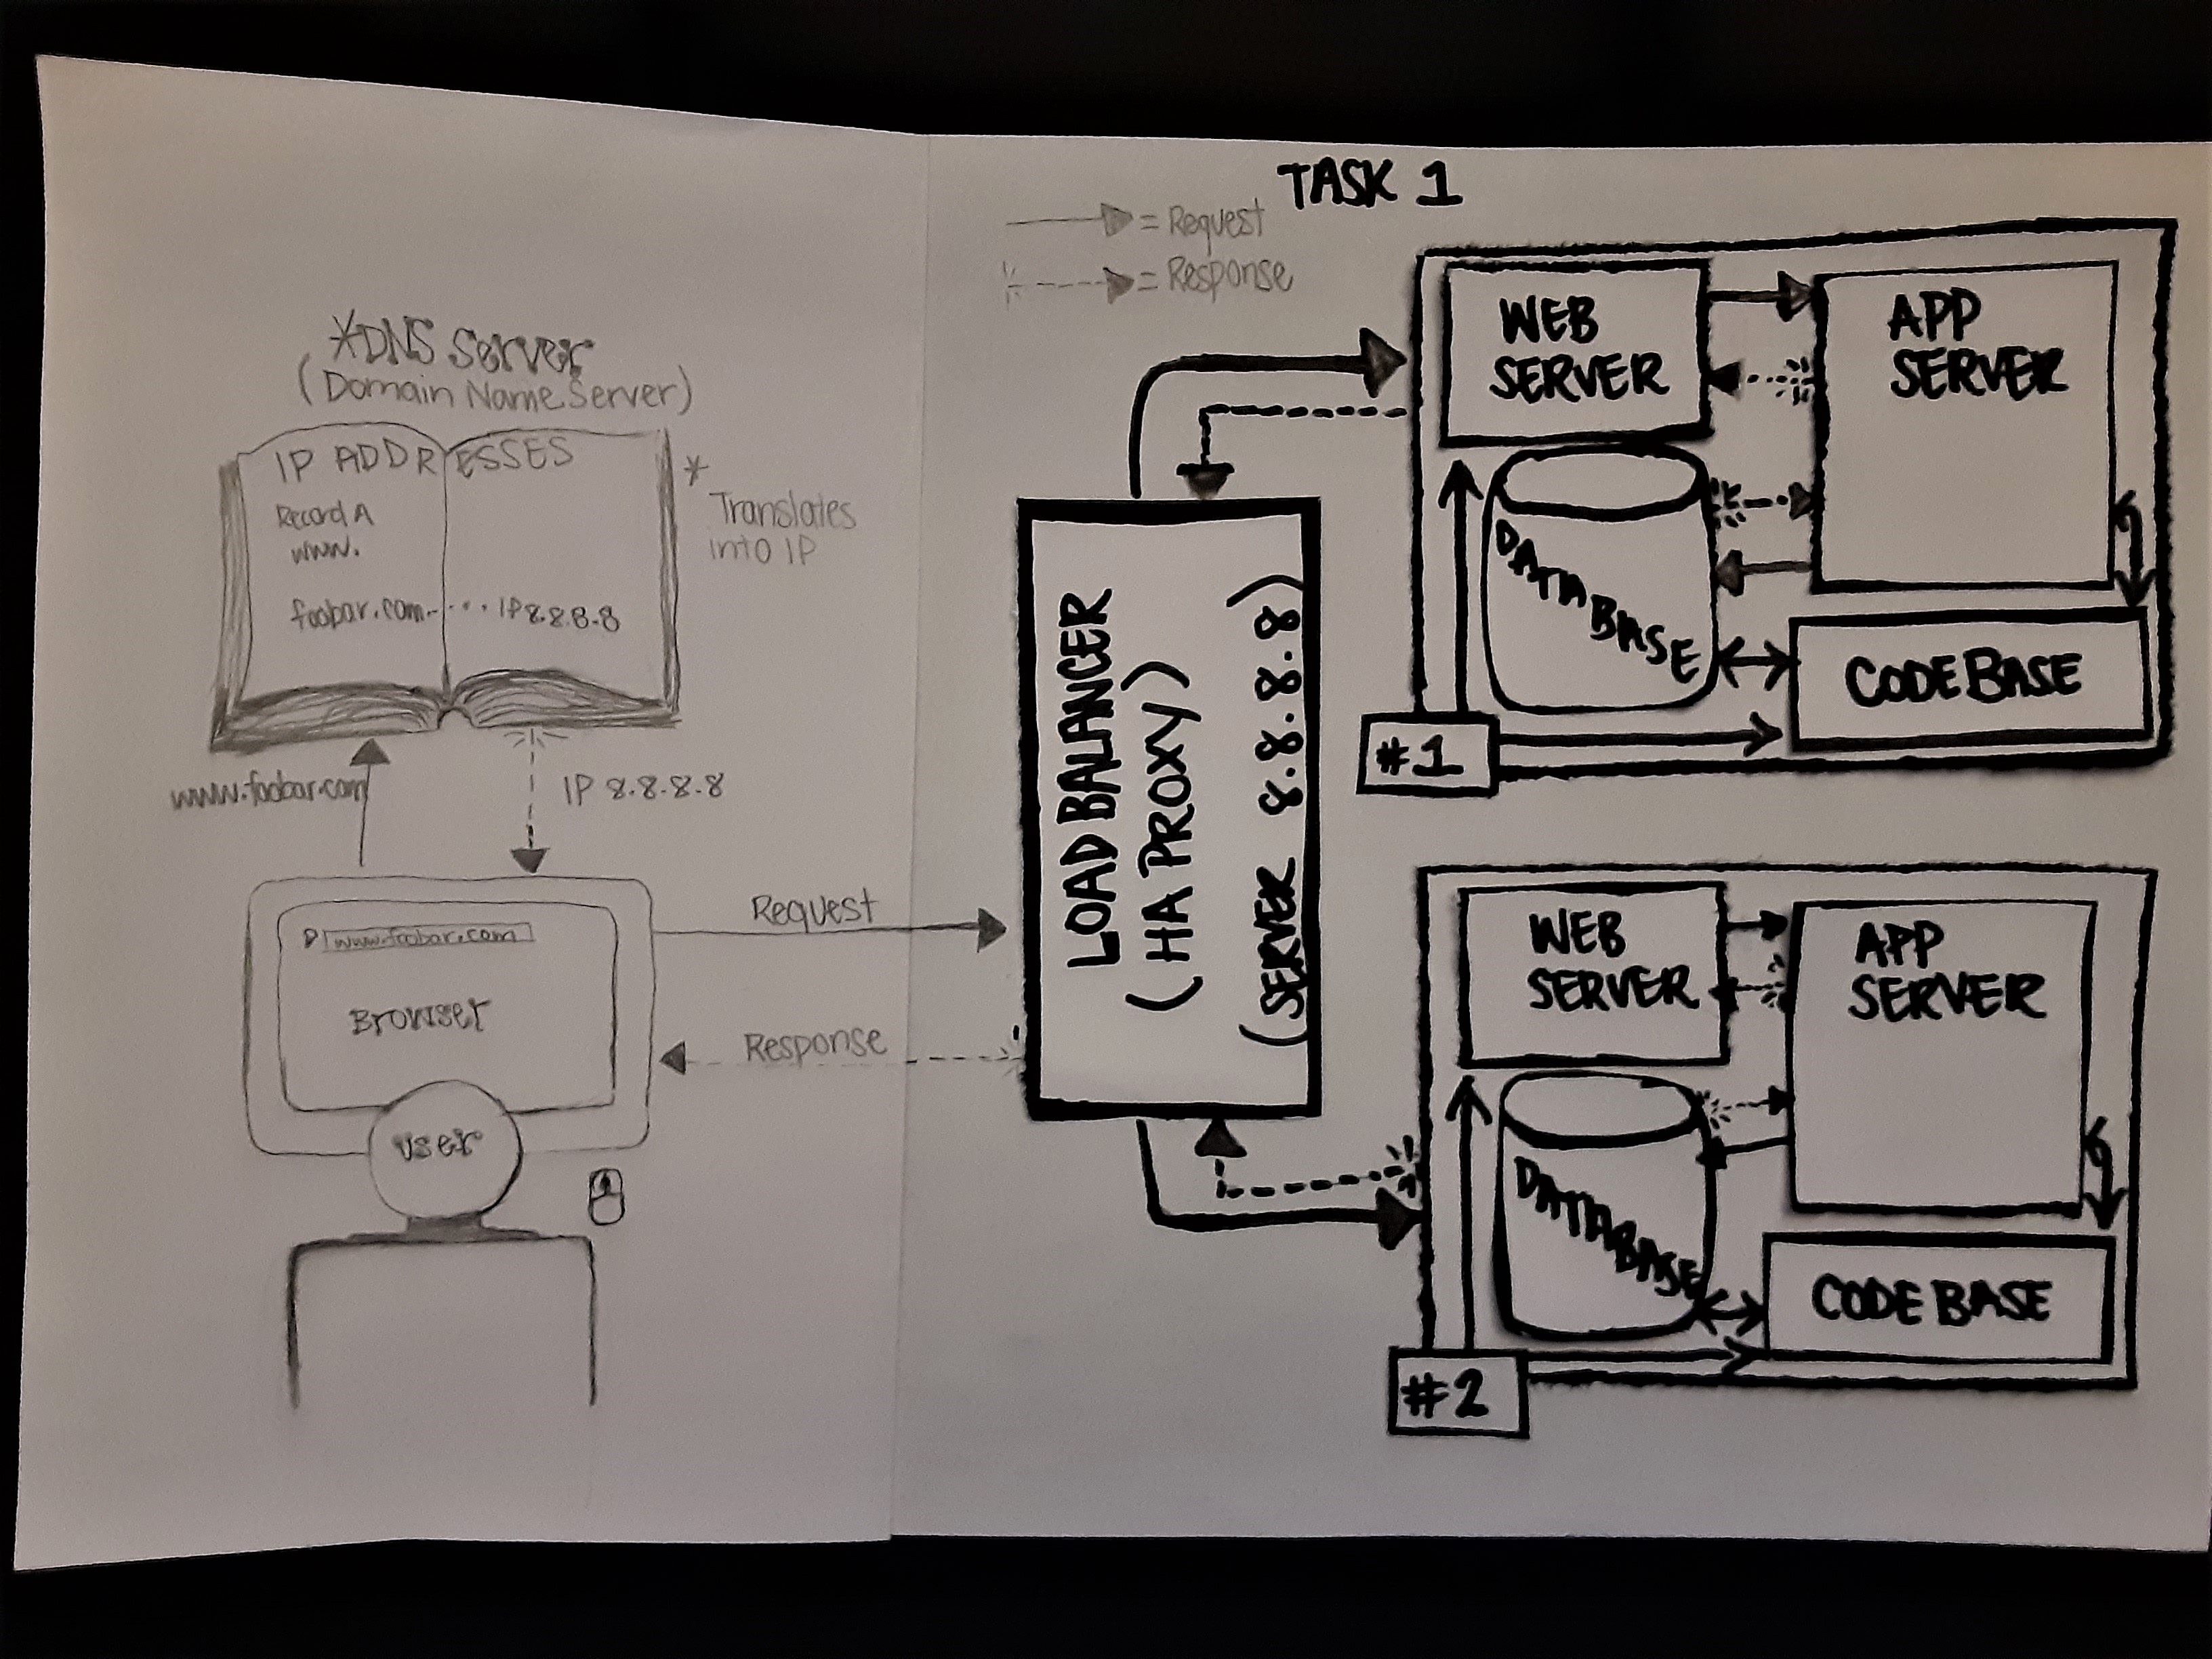 TASK 1
= Request
= Response
*DNS Server
(Domain Name Server)
IP ADDRESSES
Record A
www.
foobar.com..... IP 8.8.8.8
*
Translates
into IP
www.foobar.com
IP 8.8.8.8
www.foobar.com
Browser
User
Request
Response
LOAD BALANCER
(HA PROXY)
(SERVER 8.8.8.8)
WEB
SERVER
APP
SERVER
DATABASE
CODE BASE
#1
WEB
SERVER
APP
SERVER
DATABASE
CODE BASE
#2